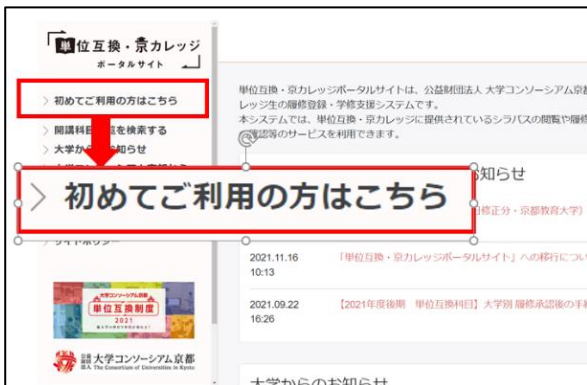 単位互換・京カレッジ
ポータルサイト
初めてご利用の方はこちら
開講科目
を検索する
大学か
知らせ
初めてご利用の方はこちら
サイトポリシー
大学コンソーシアム京都
単位互換制度
2021
公益財団法人 大学コンソーシアム京都
The Consortium of Universities in Kyoto
単位互換・京カレッジポータルサイトは、公益財団法人 大学コンソーシアム京都
レッジ生の履修登録・学修支援システムです。
本システムでは、単位互換・京カレッジに提供されているシラバスの閲覧や履修
確認等のサービスを利用できます。
知らせ
修正分・京都教育大学）
2021.11.16
10:13
「単位互換・京カレッジポータルサイト」への移行につい
2021.09.22
16:26
【2021年度後期 単位互換科目】大学別 履修承認後の手続
大学からのお知らせ